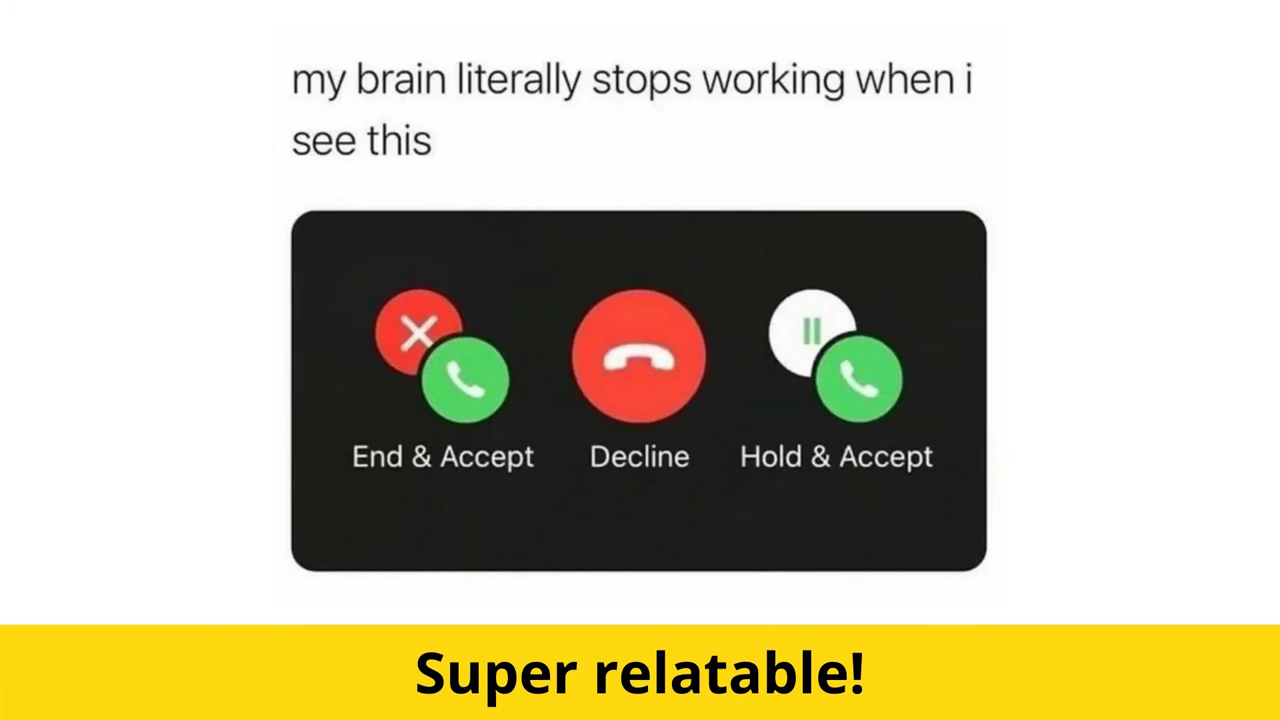 my brain literally stops working when i
see this
End & Accept
Decline
Hold & Accept
Super relatable!